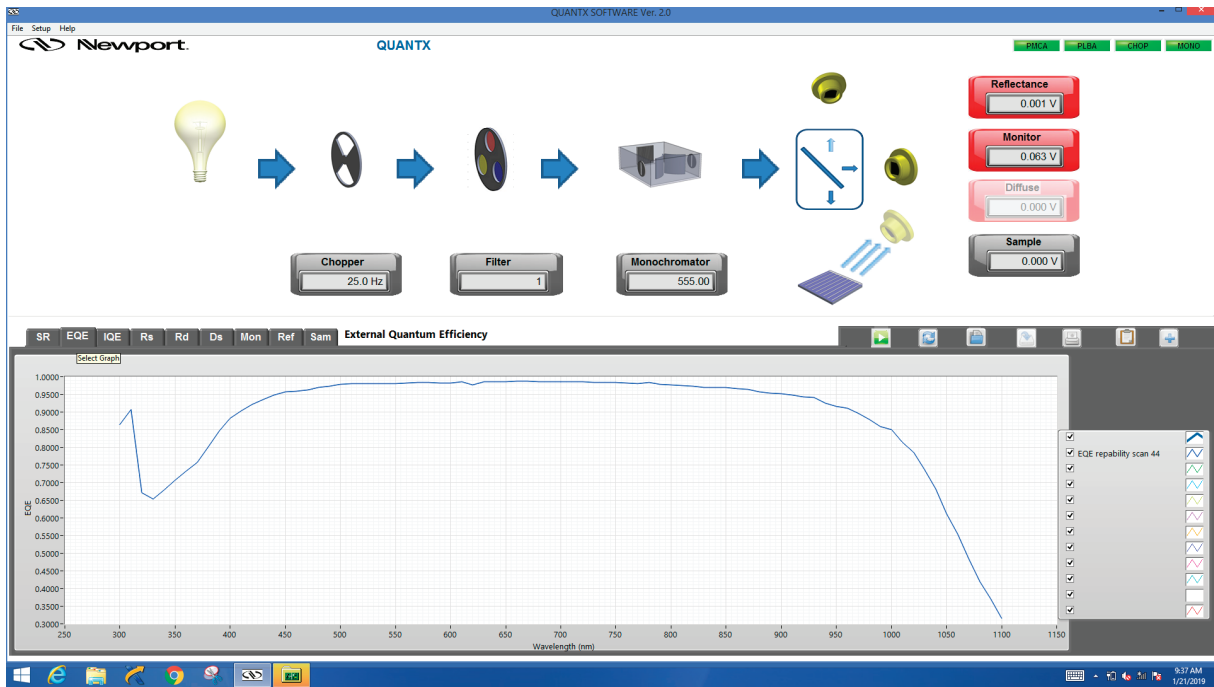 QUANTX SOFTWARE Ver. 2.0
File Setup Help
Newport.
QUANTX
PMCA PLBA CHOP MONO
Reflectance
0.001 V
Monitor
0.063 V
Diffuse
0.000 V
Sample
0.000 V
Chopper
25.0 Hz
Filter
1
Monochromator
555.00
SR EQE IQE Rs Rd Ds Mon Ref Sam External Quantum Efficiency
Select Graph
1.0000
0.9500
0.9000
0.8500
0.8000
0.7500
0.7000
0.6500
0.6000
0.5500
0.5000
0.4500
0.4000
0.3500
0.3000
EQE
250 300 350 400 450 500 550 600 650 700 750 800 850 900 950 1000 1050 1100 1150
Wavelength (nm)
EQE repability scan 44
9:37 AM
1/21/2019